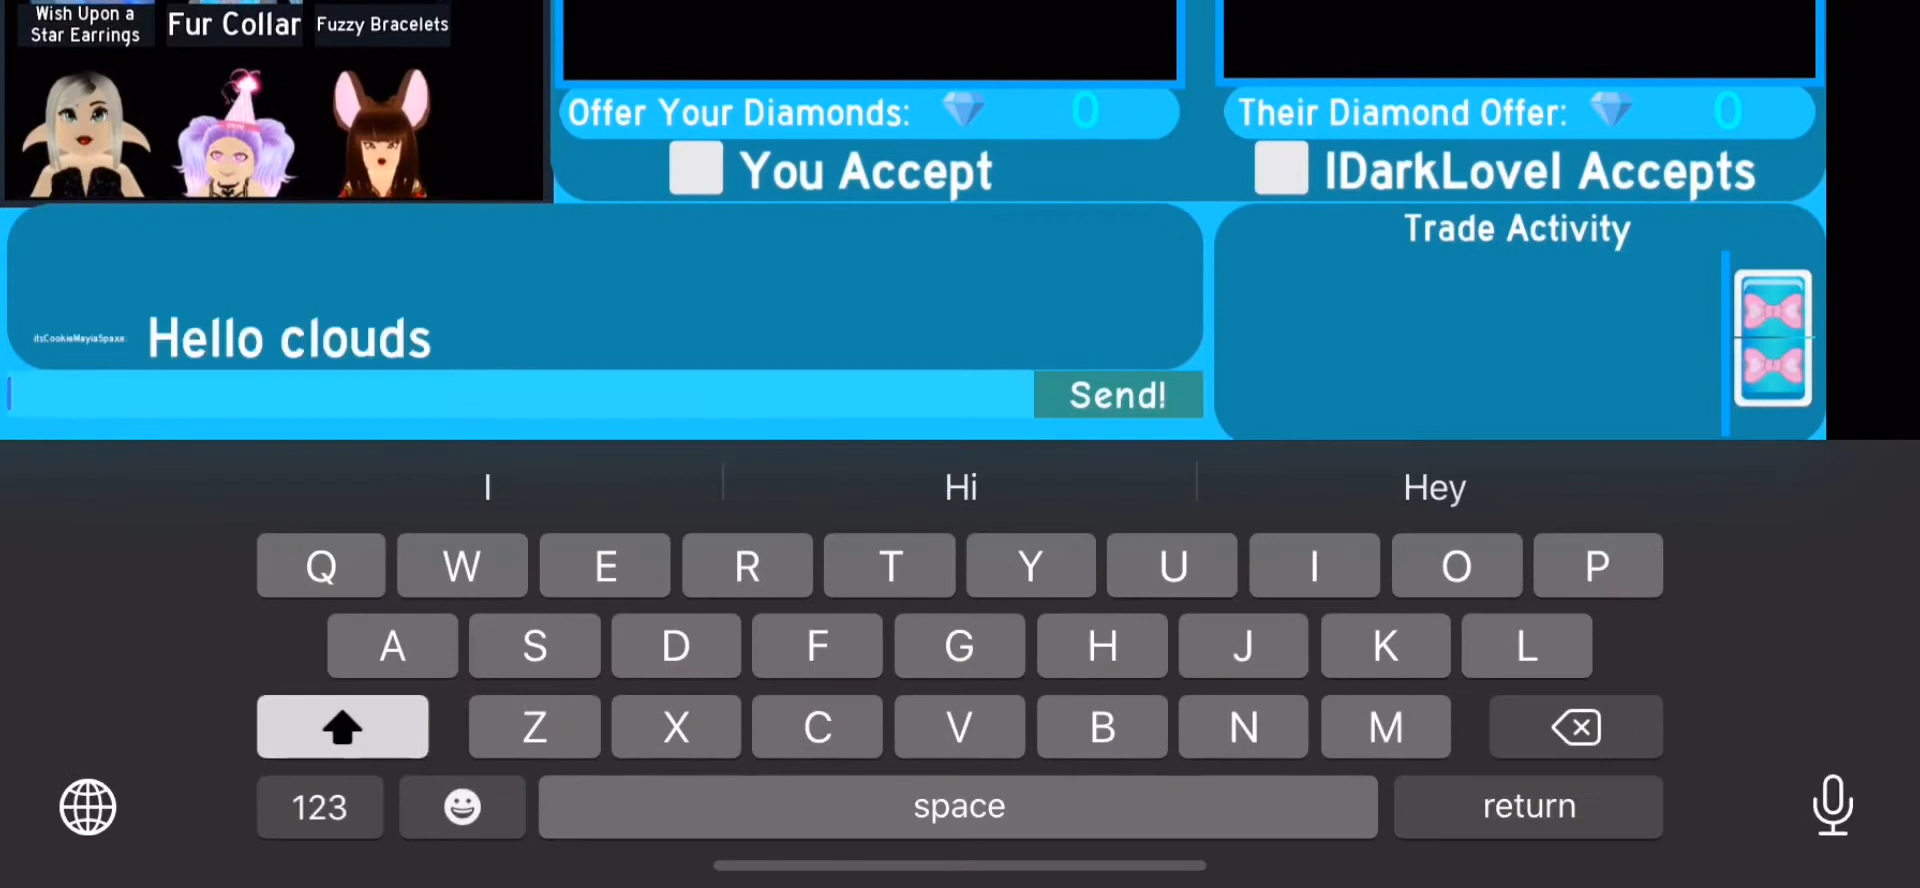 Wish Upon a
Star Earrings
Fur Collar
Fuzzy Bracelets
Offer Your Diamonds: 0
Their Diamond Offer: 0
You Accept
IDarkLovel Accepts
Trade Activity
itsCookieMayiaSpaxe: Hello clouds
Send!
I Hi Hey
Q W E R T Y U I O P
A S D F G H J K L
Z X C V B N M
123 space return